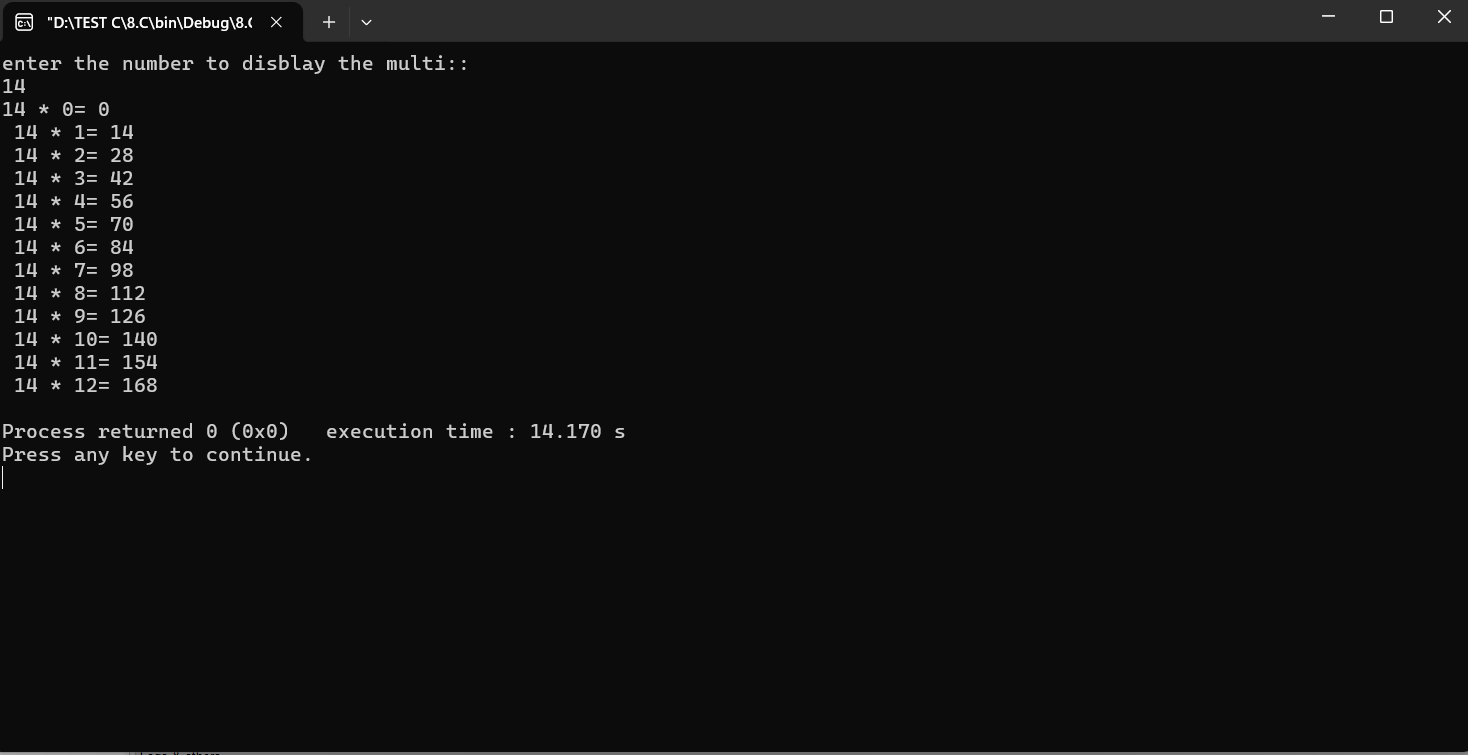 "D:\TEST C\8.C\bin\Debug\8.
enter the number to disblay the multi::
14
14 * 0= 0
14 * 1= 14
14 * 2= 28
14 * 3= 42
14 * 4= 56
14 * 5= 70
14 * 6= 84
14 * 7= 98
14 * 8= 112
14 * 9= 126
14 * 10= 140
14 * 11= 154
14 * 12= 168
Process returned 0 (0x0)   execution time : 14.170 s
Press any key to continue.